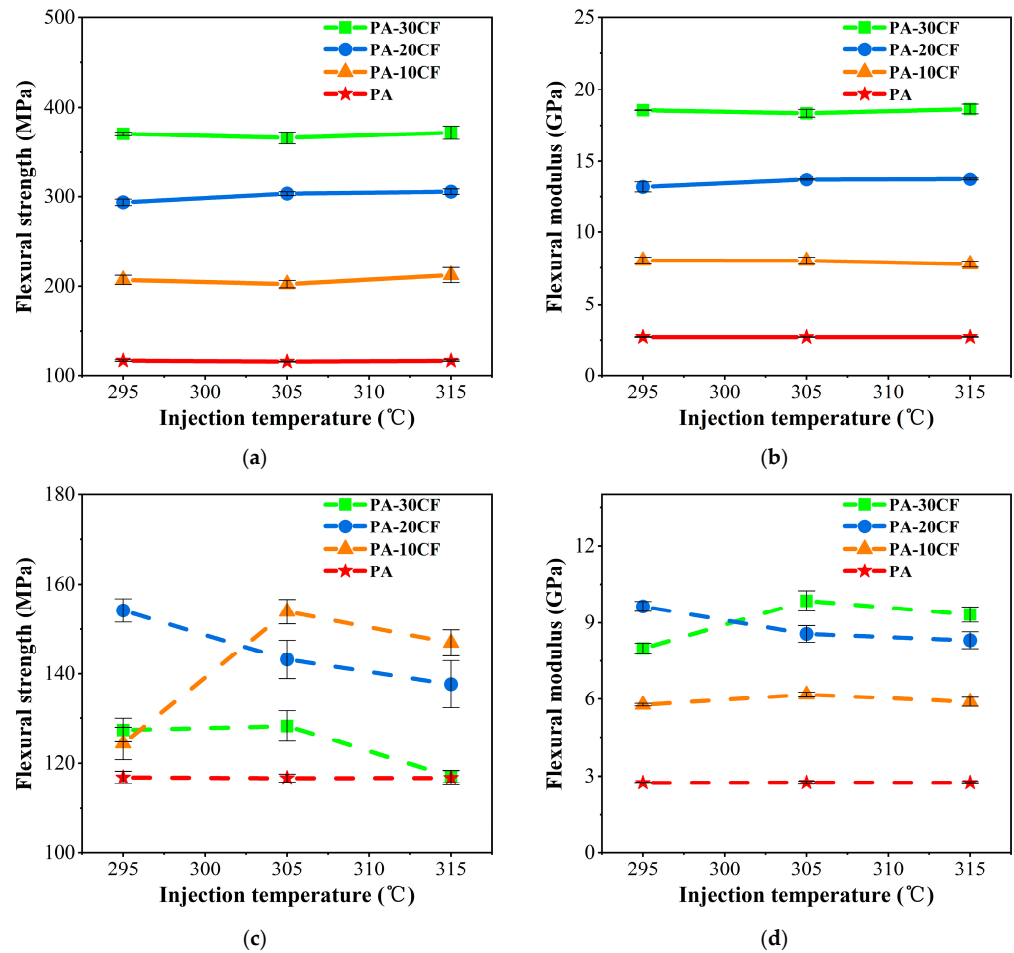 500
400
300
200
100
Flexural strength (MPa)
PA-30CF
PA-20CF
PA-10CF
PA
295 300 305 310 315
Injection temperature (℃)
(a)
25
20
15
10
5
0
Flexural modulus (GPa)
PA-30CF
PA-20CF
PA-10CF
PA
295 300 305 310 315
Injection temperature (℃)
(b)
180
160
140
120
100
Flexural strength (MPa)
PA-30CF
PA-20CF
PA-10CF
PA
295 300 305 310 315
Injection temperature (℃)
(c)
12
9
6
3
0
Flexural modulus (GPa)
PA-30CF
PA-20CF
PA-10CF
PA
295 300 305 310 315
Injection temperature (℃)
(d)